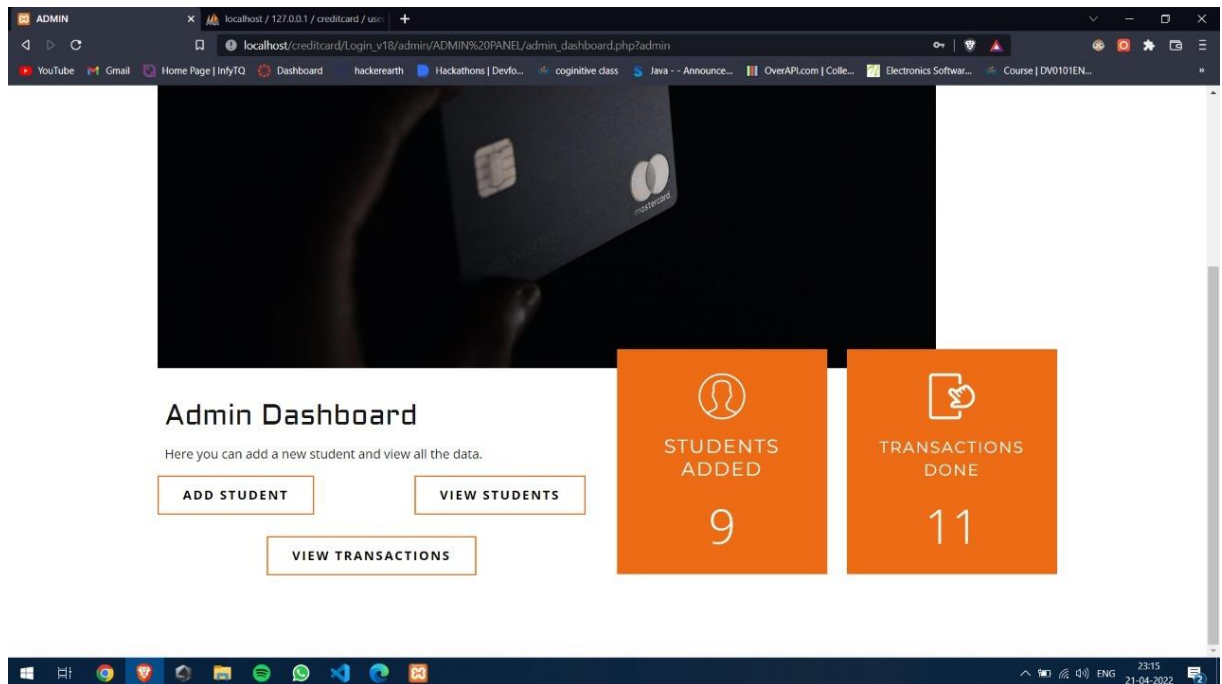 ADMIN
localhost / 127.0.0.1 / creditcard / use
localhost/creditcard/Login_v18/admin/ADMIN%20PANEL/admin_dashboard.php?admin
YouTube Gmail Home Page | InfyTQ Dashboard hackerearth Hackathons | Devfo... coginitive class Java - - Announce... OverAPI.com | Colle... Electronics Softwar... Course | DV0101EN...
mastercard
Admin Dashboard
Here you can add a new student and view all the data.
ADD STUDENT
VIEW STUDENTS
VIEW TRANSACTIONS
STUDENTS
ADDED
9
TRANSACTIONS
DONE
11
ENG
23:15
21-04-2022
2